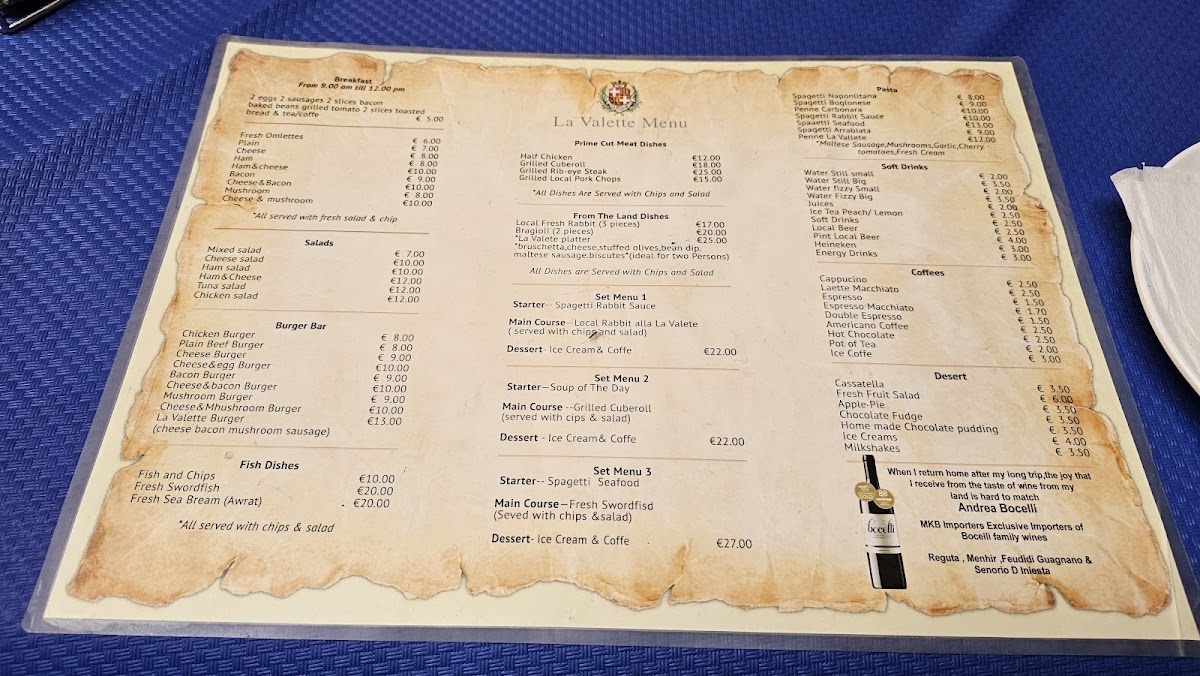 Breakfast
From 9.00 am till 12.00 pm
2 eggs 2 sausages 2 slices bacon
baked beans grilled tomato 2 slices toasted
bread & tea/coffe € 5.00
Fresh Omlettes
Plain € 6.00
Cheese € 7.00
Ham € 8.00
Ham&cheese € 8.00
Bacon €10.00
Cheese&Bacon € 9.00
Mushroom €10.00
Cheese & mushroom € 8.00
€10.00
*All served with fresh salad & chip
Salads
Mixed salad € 7.00
Cheese salad €10.00
Ham salad €10.00
Ham&Cheese €12.00
Tuna salad €12.00
Chicken salad €12.00
Burger Bar
Chicken Burger € 8.00
Plain Beef Burger € 8.00
Cheese Burger € 9.00
Cheese&egg Burger €10.00
Bacon Burger € 9.00
Cheese&bacon Burger €10.00
Mushroom Burger € 9.00
Cheese&Mhushroom Burger €10.00
La Valette Burger €13.00
(cheese bacon mushroom sausage)
Fish Dishes
Fish and Chips €10.00
Fresh Swordfish €20.00
Fresh Sea Bream (Awrat) €20.00
*All served with chips & salad
La Valette Menu
Prime Cut Meat Dishes
Half Chicken €12.00
Grilled Cuberoll €18.00
Grilled Rib-eye Steak €25.00
Grilled Local Pork Chops €15.00
*All Dishes Are Served with Chips and Salad
From The Land Dishes
Local Fresh Rabbit (3 pieces) €17.00
Bragioli (2 pieces) €20.00
*La Valete platter €25.00
*bruschetta,cheese,stuffed olives,bean dip.
maltese sausage.biscutes*(ideal for two Persons)
All Dishes are Served with Chips and Salad
Set Menu 1
Starter-- Spagetti Rabbit Sauce
Main Course—Local Rabbit alla La Valete
(served with chips and salad)
Dessert- Ice Cream& Coffe €22.00
Set Menu 2
Starter—Soup of The Day
Main Course --Grilled Cuberoll
(served with cips & salad)
Dessert - Ice Cream& Coffe €22.00
Set Menu 3
Starter-- Spagetti Seafood
Main Course—Fresh Swordfisd
(Seved with chips &salad)
Dessert- Ice Cream & Coffe €27.00
Pasta
Spagetti Naponlitana € 8.00
Spagetti Boglonese € 9.00
Penne Carbonara €10.00
Spagetti Rabbit Sauce €10.00
Spaaetti Seafood €13.00
Spagetti Arrabiata € 9.00
Penne La Vallete €12.00
*Maltese Sausage,Mushrooms,Garlic,Cherry
tomatoes,Fresh Cream
Soft Drinks
Water Still small € 2.00
Water Still Big € 3.50
Water fizzy Small € 2.00
Water Fizzy Big € 3.50
Juices € 2.00
Ice Tea Peach/ Lemon € 2.50
Soft Drinks € 2.50
Local Beer € 2.50
Pint Local Beer € 4.00
Heineken € 3.00
Energy Drinks € 3.00
Coffees
Cappucino € 2.50
Laette Macchiato € 2.50
Espresso € 1.50
Espresso Macchiato € 1.70
Double Espresso € 1.50
Americano Coffee € 2.50
Hot Chocolate € 2.50
Pot of Tea € 2.00
Ice Coffe € 3.00
Desert
Cassatella € 3.50
Fresh Fruit Salad € 6.00
Apple-Pie € 3.50
Chocolate Fudge € 3.50
Home made Chocolate pudding € 3.50
Ice Creams € 4.00
Milkshakes € 3.50
When I return home after my long trip,the joy that
I receive from the taste of wine from my
land is hard to match
Andrea Bocelli
MKB Importers Exclusive Importers of
Bocelli family wines
Reguta , Menhir ,Feudidi Guagnano &
Senorio D Iniesta
bocelli
88